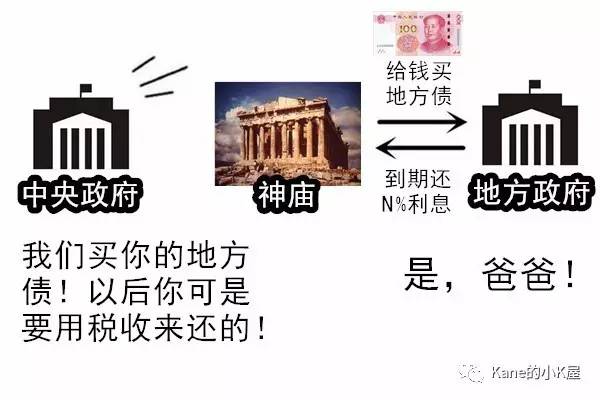 给钱买
地方债
到期还
N%利息
中央政府
神庙
地方政府
我们买你的地方
债！以后你可是
要用税收来还的！
是，爸爸！
Kane的小K屋
100